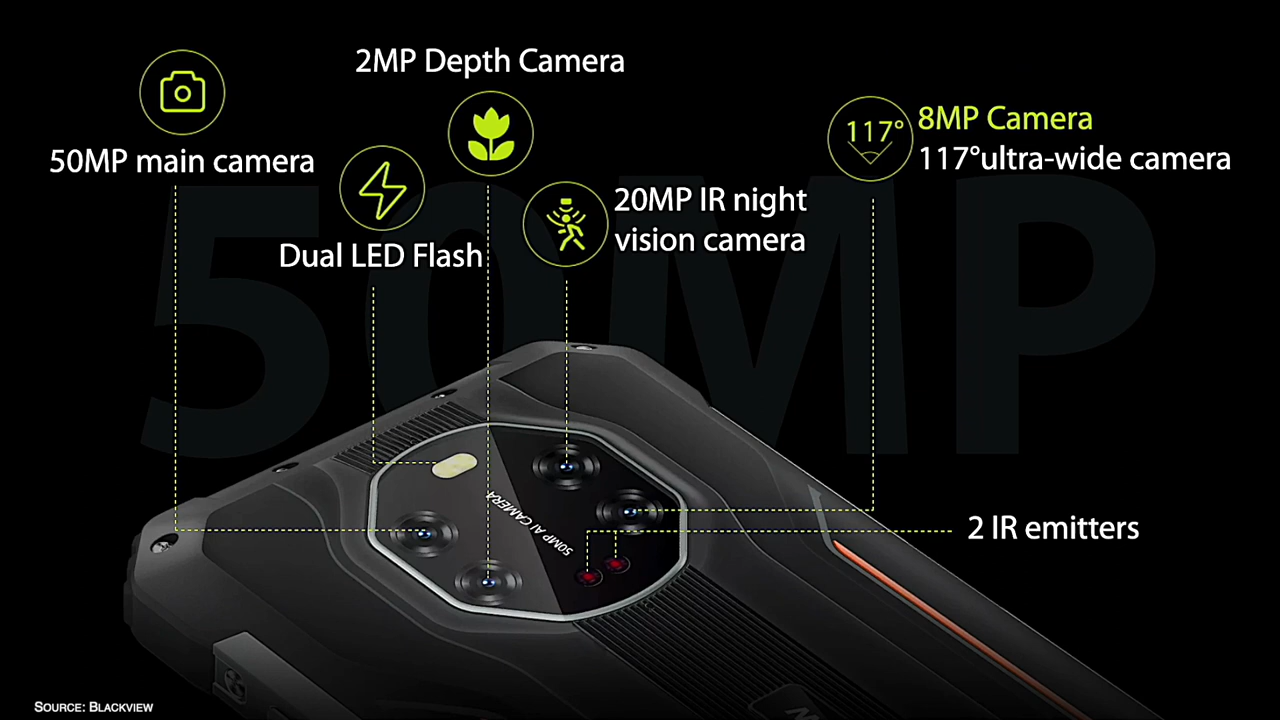 2MP Depth Camera
50MP main camera
117°
8MP Camera
117°ultra-wide camera
Dual LED Flash
20MP IR night
vision camera
50MP
50MP AI CAMERA
2 IR emitters
SOURCE: BLACKVIEW